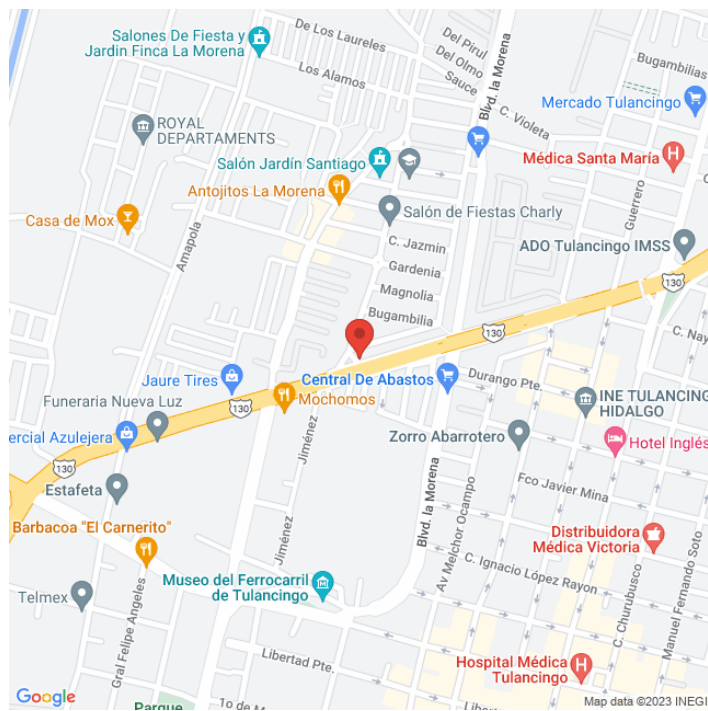 Salones De Fiesta y
Jardin Finca La Morena
De Los Laureles
Los Alamos
Del Pirul
Del Olmo
Sauce
Blvd. la Morena
Bugambilias
Mercado Tulancingo
C. Violeta
ROYAL
DEPARTAMENTS
Médica Santa María
Salón Jardín Santiago
Antojitos La Morena
Guerrero
Casa de Mox
Salón de Fiestas Charly
Amapola
C. Jazmin
ADO Tulancingo IMSS
Gardenia
130
Magnolia
Bugambilia
130
C. Nay
Jaure Tires
Central De Abastos
Durango Pte.
Mochomos
Funeraria Nueva Luz
130
INE TULANCING
HIDALGO
ercial Azulejera
Zorro Abarrotero
Hotel Inglés
Jiménez
130
Estafeta
Fco Javier Mina
Blvd. la Morena
Av Melchor Ocampo
Barbacoa "El Carnerito"
Distribuidora
Médica Victoria
Jiménez
C. Ignacio López Rayon
Museo del Ferrocarril
de Tulancingo
Telmex
Gral Felipe Angeles
C. Churubusco
Manuel Fernando Soto
Libertad Pte.
Hospital Médica
Tulancingo
Google
Parque
1o de M
Libert
Map data ©2023 INEGI